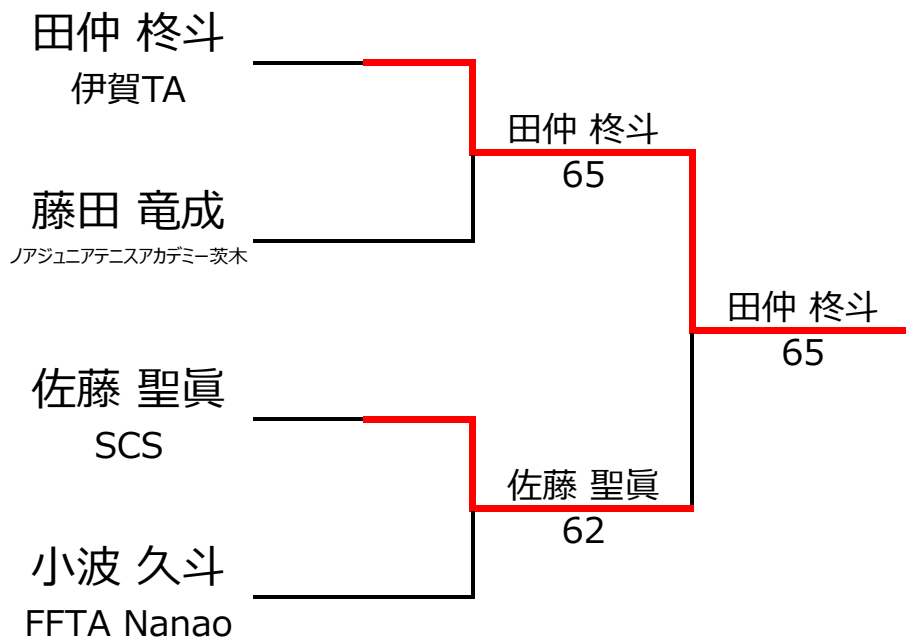 田仲 柊斗
伊賀TA
田仲 柊斗
65
藤田 竜成
ノアジュニアテニスアカデミー茨木
田仲 柊斗
65
佐藤 聖眞
SCS
佐藤 聖眞
62
小波 久斗
FFTA Nanao